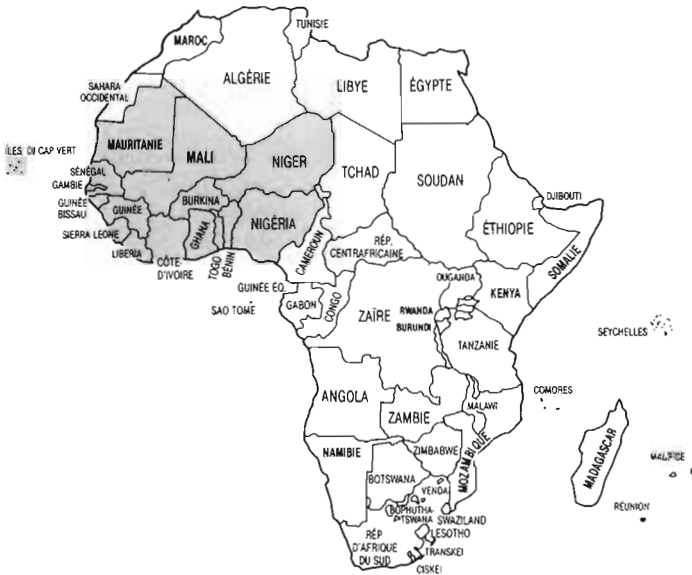 TUNISIE
MAROC
ALGÉRIE
LIBYE
ÉGYPTE
SAHARA
OCCIDENTAL
MAURITANIE
MALI
NIGER
TCHAD
SOUDAN
ÎLES DU CAP VERT
SÉNÉGAL
GAMBIE
GUINÉE
BISSAU
GUINÉE
SIERRA LEONE
LIBERIA
CÔTE-
D'IVOIRE
BURKINA
GHANA
TOGO
BÉNIN
NIGÉRIA
CAMEROUN
RÉP.
CENTRAFRICAINE
DJIBOUTI
ÉTHIOPIE
SOMALIE
OUGANDA
KENYA
GUINÉE ÉQ.
SAO TOME
GABON
CONGO
ZAÏRE
RWANDA
BURUNDI
TANZANIE
SEYCHELLES
COMORES
ANGOLA
ZAMBIE
MALAWI
MOZAMBIQUE
MADAGASCAR
MAURICE
RÉUNION
NAMIBIE
ZIMBABWE
BOTSWANA
VENDA
BOPHUTHA-
TSWANA
SWAZILAND
LESOTHO
RÉP
D'AFRIQUE
DU SUD
TRANSKEI
CISKEI